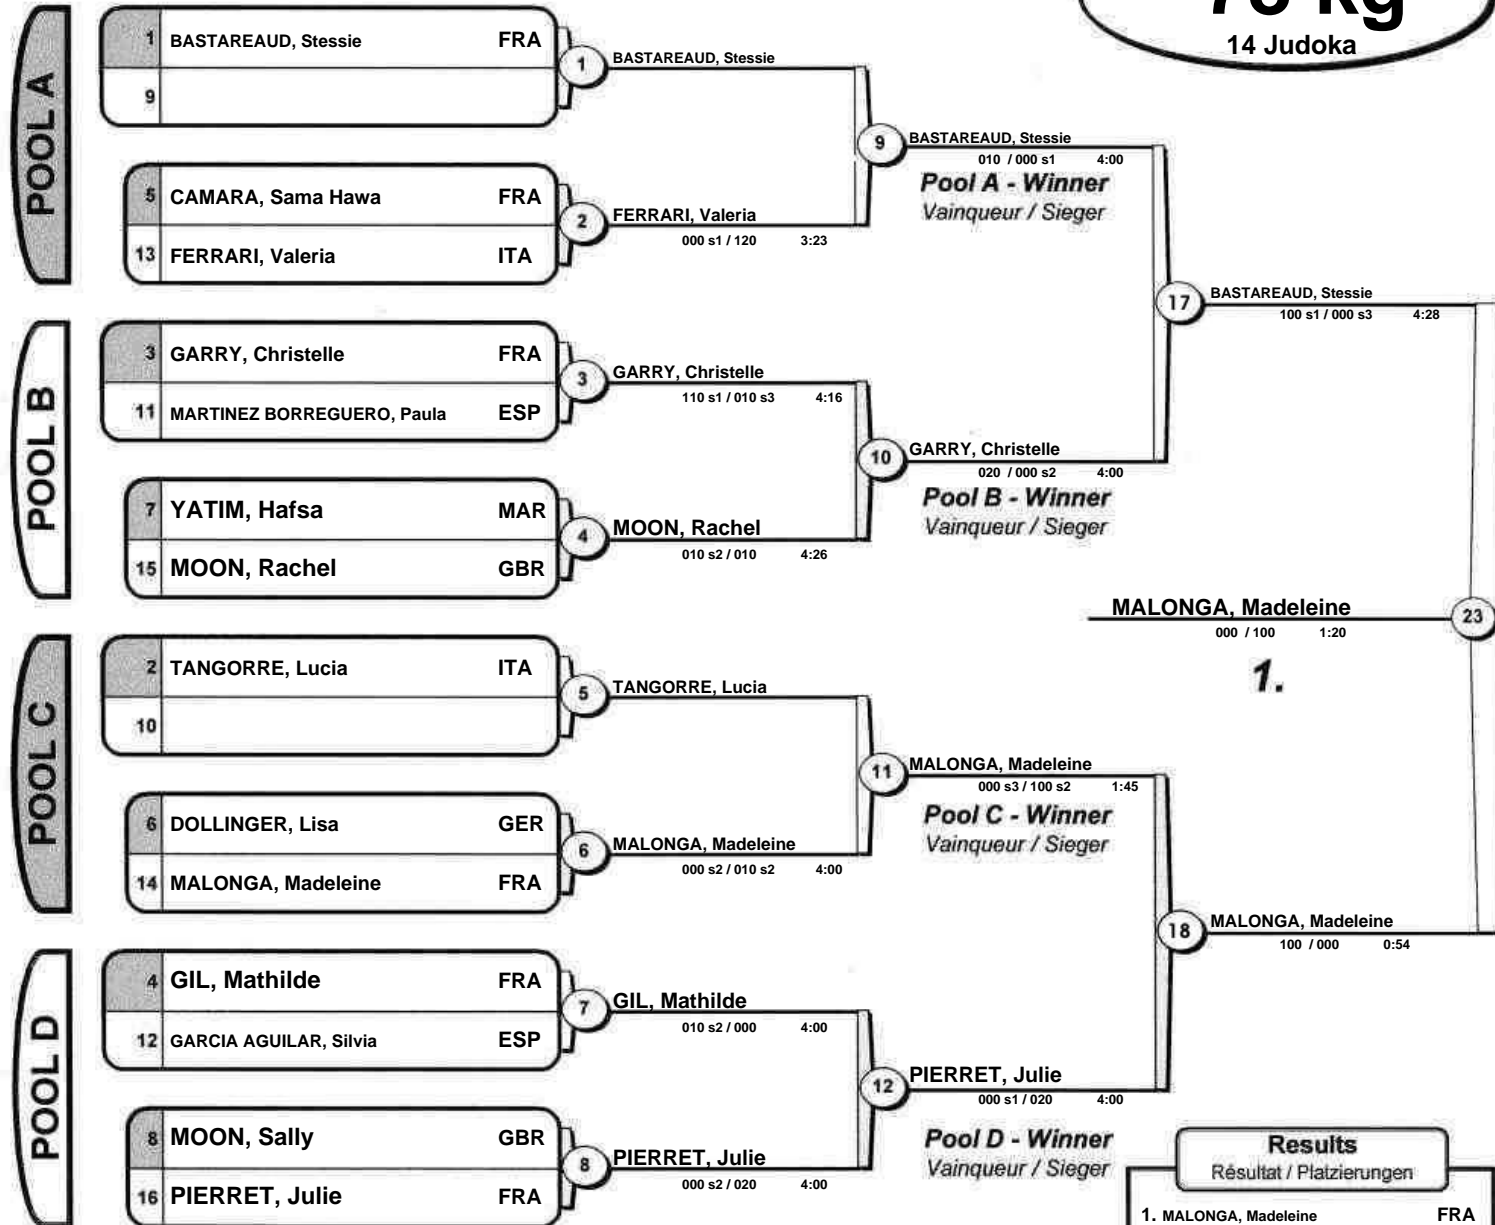 78 kg
14 Judoka
POOL A
1 BASTAREAUD, Stessie FRA
9
1 BASTAREAUD, Stessie
5 CAMARA, Sama Hawa FRA
13 FERRARI, Valeria ITA
2 FERRARI, Valeria
000 s1 / 120 3:23
9 BASTAREAUD, Stessie
010 / 000 s1 4:00
Pool A - Winner
Vainqueur / Sieger
POOL B
3 GARRY, Christelle FRA
11 MARTINEZ BORREGUERO, Paula ESP
3 GARRY, Christelle
110 s1 / 010 s3 4:16
7 YATIM, Hafsa MAR
15 MOON, Rachel GBR
4 MOON, Rachel
010 s2 / 010 4:26
10 GARRY, Christelle
020 / 000 s2 4:00
Pool B - Winner
Vainqueur / Sieger
17 BASTAREAUD, Stessie
100 s1 / 000 s3 4:28
MALONGA, Madeleine 23
000 / 100 1:20
1.
POOL C
2 TANGORRE, Lucia ITA
10
5 TANGORRE, Lucia
6 DOLLINGER, Lisa GER
14 MALONGA, Madeleine FRA
6 MALONGA, Madeleine
000 s2 / 010 s2 4:00
11 MALONGA, Madeleine
000 s3 / 100 s2 1:45
Pool C - Winner
Vainqueur / Sieger
18 MALONGA, Madeleine
100 / 000 0:54
POOL D
4 GIL, Mathilde FRA
12 GARCIA AGUILAR, Silvia ESP
7 GIL, Mathilde
010 s2 / 000 4:00
8 MOON, Sally GBR
16 PIERRET, Julie FRA
8 PIERRET, Julie
000 s2 / 020 4:00
12 PIERRET, Julie
000 s1 / 020 4:00
Pool D - Winner
Vainqueur / Sieger
Results
Résultat / Platzierungen
1. MALONGA, Madeleine FRA